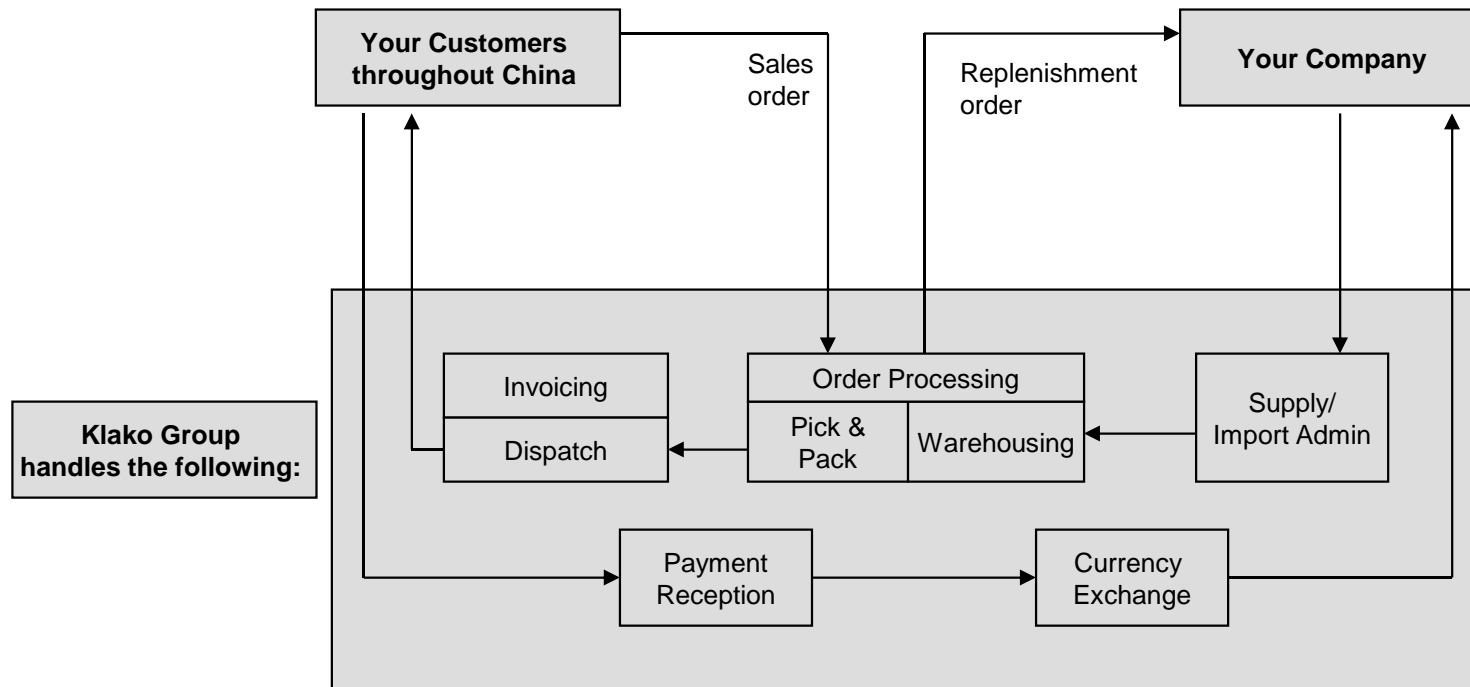 Your Customers
throughout China
Sales
order
Replenishment
order
Your Company
Klako Group
handles the following:
Invoicing
Dispatch
Order Processing
Pick &
Pack
Warehousing
Supply/
Import Admin
Payment
Reception
Currency
Exchange